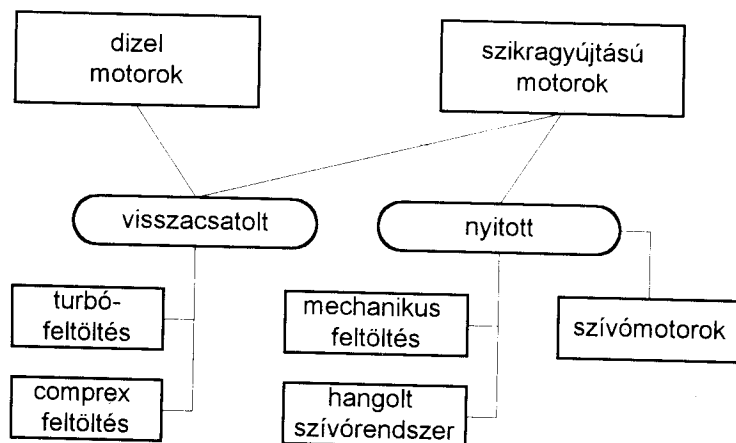 dizel
motorok
szikragyújtású
motorok
visszacsatolt
nyitott
turbó-
feltöltés
mechanikus
feltöltés
szívómotorok
comprex
feltöltés
hangolt
szívórendszer